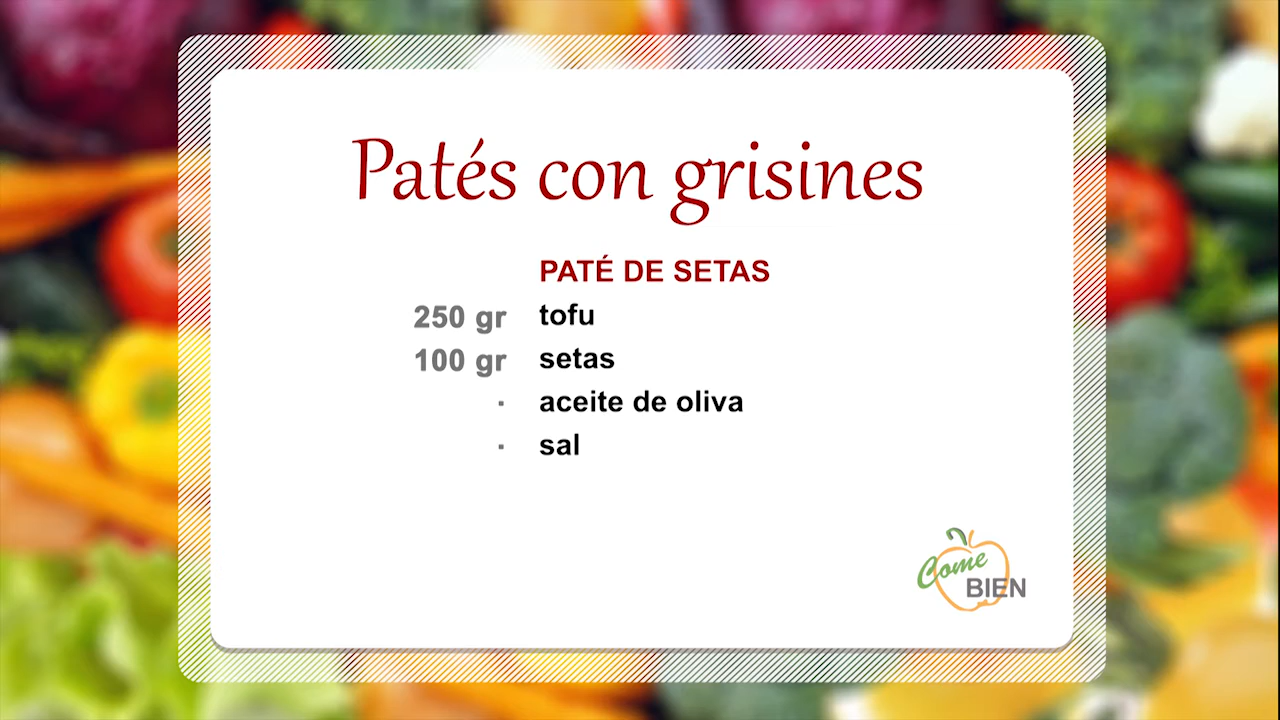 Patés con grisines
PATÉ DE SETAS
250 gr tofu
100 gr setas
- aceite de oliva
- sal
Come
BIEN